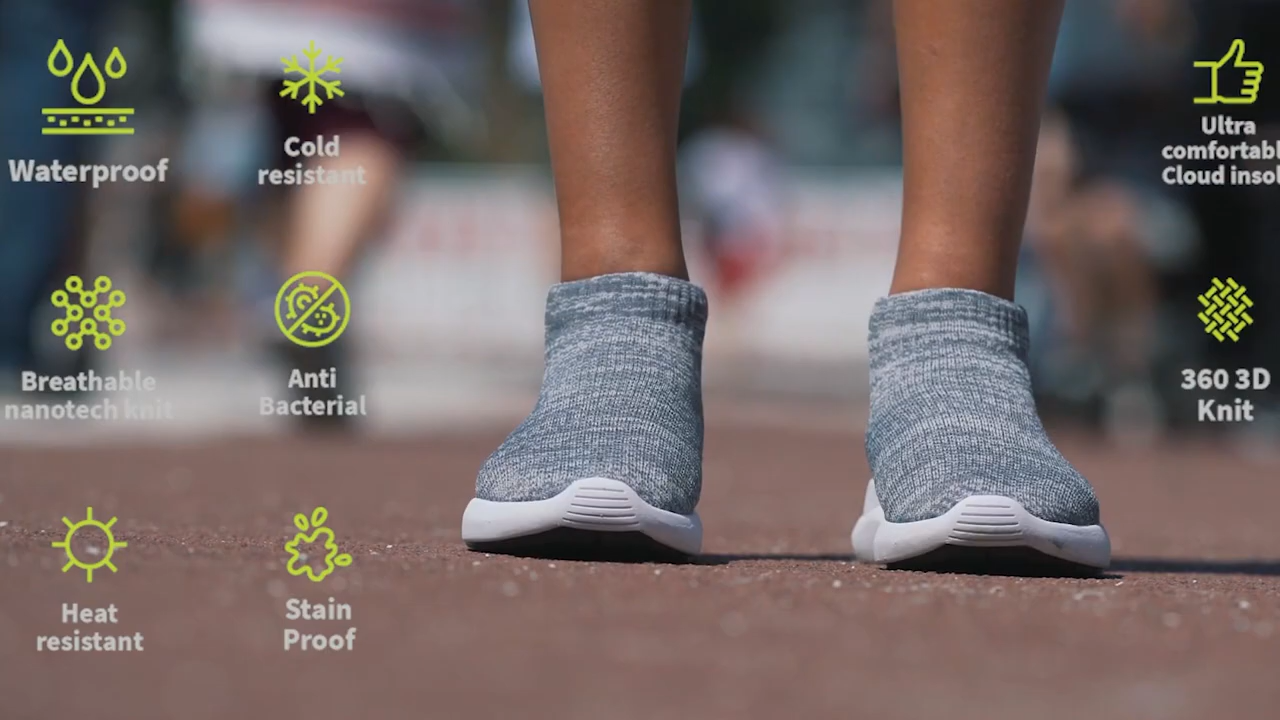 Waterproof
Cold
resistant
Ultra
comfortabl
Cloud insol
Breathable
nanotech knit
Anti
Bacterial
360 3D
Knit
Heat
resistant
Stain
Proof